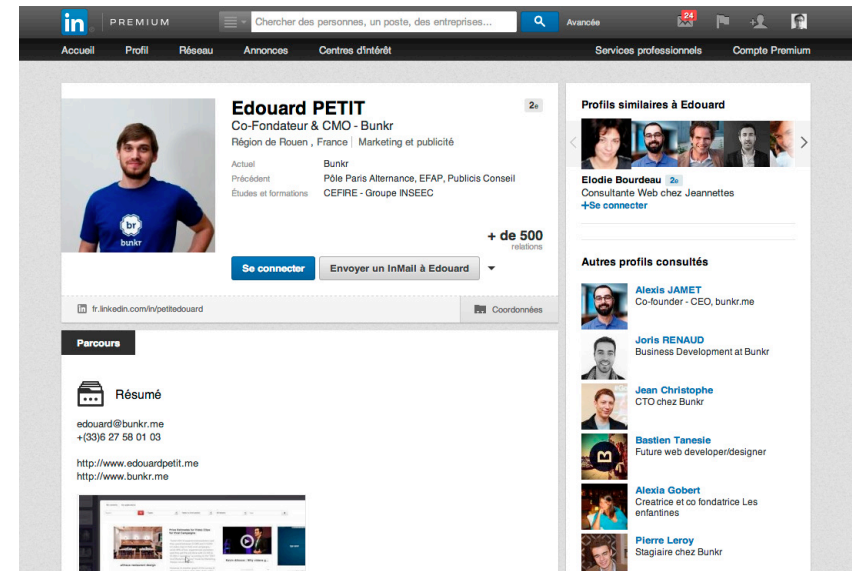 in PREMIUM Chercher des personnes, un poste, des entreprises... Avancée 24
Accueil Profil Réseau Annonces Centres d'intérêt Services professionnels Compte Premium
Edouard PETIT 2e
Co-Fondateur & CMO - Bunkr
Région de Rouen , France Marketing et publicité
Actuel Bunkr
Précédent Pôle Paris Alternance, EFAP, Publicis Conseil
Études et formations CEFIRE - Groupe INSEEC
+ de 500
relations
Se connecter Envoyer un InMail à Edouard
br
bunkr
in fr.linkedin.com/in/petitedouard Coordonnées
Parcours
Résumé
edouard@bunkr.me
+(33)6 27 58 01 03
http://www.edouardpetit.me
http://www.bunkr.me
Profils similaires à Edouard
Elodie Bourdeau 2e
Consultante Web chez Jeannettes
+Se connecter
Autres profils consultés
Alexis JAMET
Co-founder - CEO, bunkr.me
Joris RENAUD
Business Development at Bunkr
Jean Christophe
CTO chez Bunkr
Bastien Tanesie
Future web developer/designer
Alexia Gobert
Creatrice et co fondatrice Les
enfantines
Pierre Leroy
Stagiaire chez Bunkr